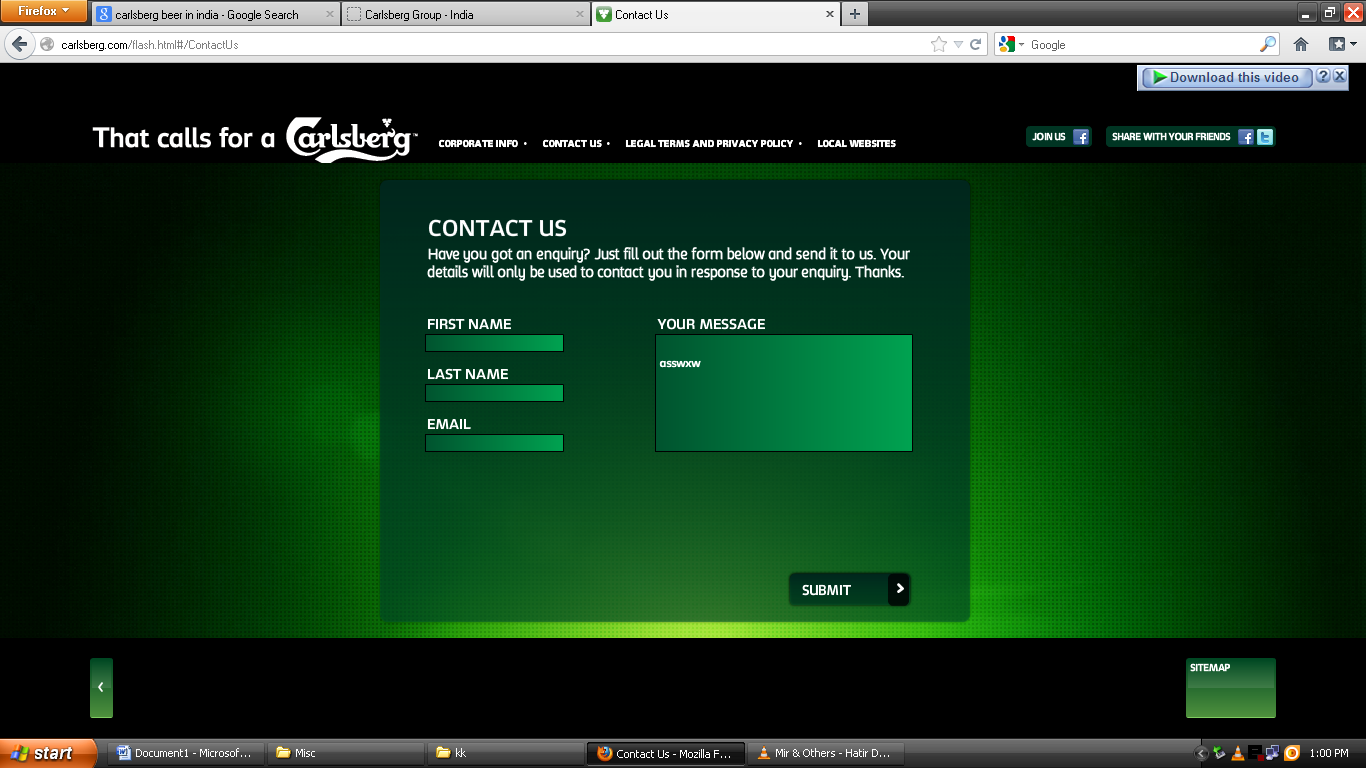 Firefox
carlsberg beer in india - Google Search
Carlsberg Group - India
Contact Us
carlsberg.com/flash.html#/ContactUs
Google
Download this video
That calls for a Carlsberg
CORPORATE INFO •
CONTACT US •
LEGAL TERMS AND PRIVACY POLICY •
LOCAL WEBSITES
JOIN US
SHARE WITH YOUR FRIENDS
CONTACT US
Have you got an enquiry? Just fill out the form below and send it to us. Your
details will only be used to contact you in response to your enquiry. Thanks.
FIRST NAME
LAST NAME
EMAIL
YOUR MESSAGE
asswxw
SUBMIT
SITEMAP
start
Document1 - Microsof...
Misc
kk
Contact Us - Mozilla F...
Mir & Others - Hatir D...
1:00 PM